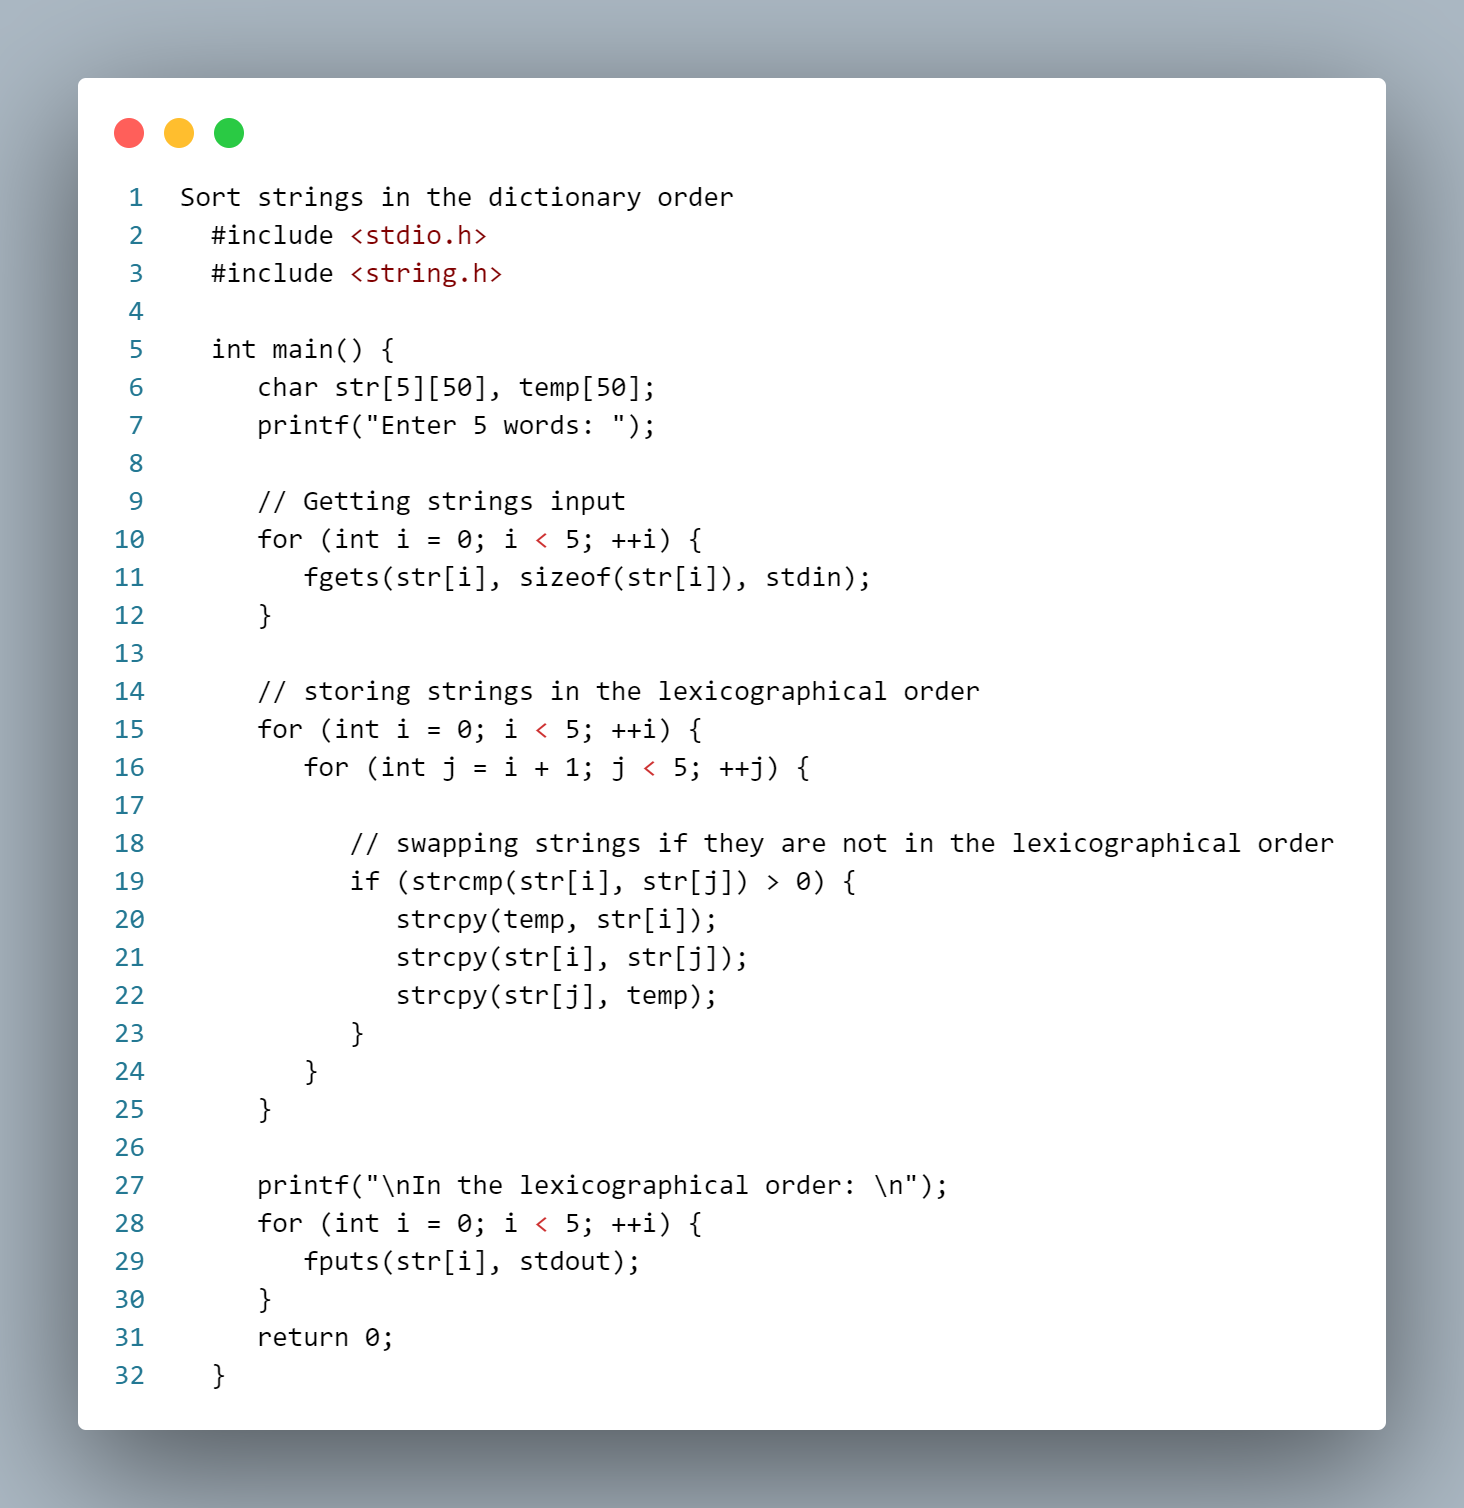 1 Sort strings in the dictionary order
2   #include <stdio.h>
3   #include <string.h>
4
5   int main() {
6      char str[5][50], temp[50];
7      printf("Enter 5 words: ");
8
9      // Getting strings input
10      for (int i = 0; i < 5; ++i) {
11         fgets(str[i], sizeof(str[i]), stdin);
12      }
13
14      // storing strings in the lexicographical order
15      for (int i = 0; i < 5; ++i) {
16         for (int j = i + 1; j < 5; ++j) {
17
18            // swapping strings if they are not in the lexicographical order
19            if (strcmp(str[i], str[j]) > 0) {
20               strcpy(temp, str[i]);
21               strcpy(str[i], str[j]);
22               strcpy(str[j], temp);
23            }
24         }
25      }
26
27      printf("\nIn the lexicographical order: \n");
28      for (int i = 0; i < 5; ++i) {
29         fputs(str[i], stdout);
30      }
31      return 0;
32   }